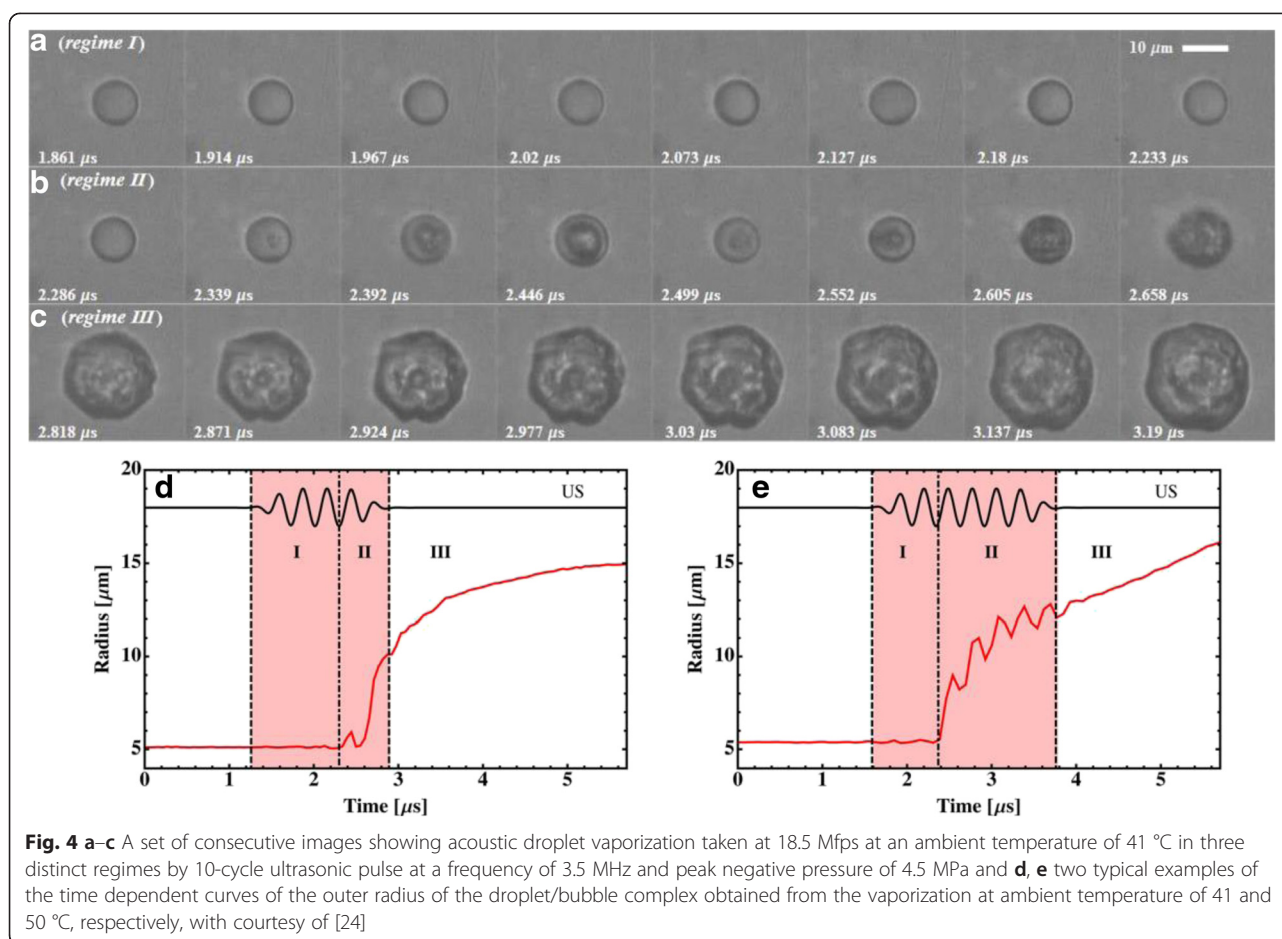 a (regime I)
10 μm
1.861 μs 1.914 μs 1.967 μs 2.02 μs 2.073 μs 2.127 μs 2.18 μs 2.233 μs
b (regime II)
2.286 μs 2.339 μs 2.392 μs 2.446 μs 2.499 μs 2.552 μs 2.605 μs 2.658 μs
c (regime III)
2.818 μs 2.871 μs 2.924 μs 2.977 μs 3.03 μs 3.083 μs 3.137 μs 3.19 μs
d
US
I II III
20
15
10
5
Radius [μm]
0 1 2 3 4 5
Time [μs]
e
US
I II III
20
15
10
5
Radius [μm]
0 1 2 3 4 5
Time [μs]
Fig. 4 a–c A set of consecutive images showing acoustic droplet vaporization taken at 18.5 Mfps at an ambient temperature of 41 °C in three
distinct regimes by 10-cycle ultrasonic pulse at a frequency of 3.5 MHz and peak negative pressure of 4.5 MPa and d, e two typical examples of
the time dependent curves of the outer radius of the droplet/bubble complex obtained from the vaporization at ambient temperature of 41 and
50 °C, respectively, with courtesy of [24]